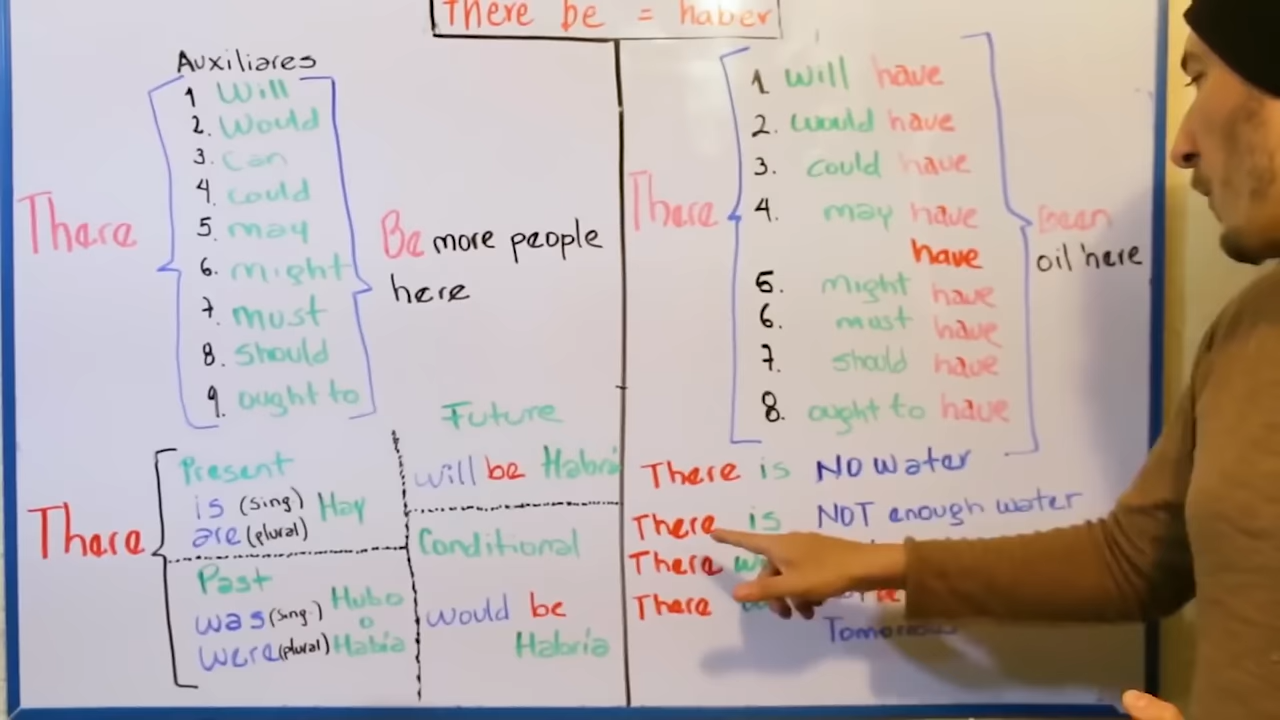 There be = haber
Auxiliares
There
1 Will
2. Would
3. Can
4. could
5. may
6. might
7. must
8. should
9. ought to
Be more people
here
There
1 will have
2. would have
3. could have
4. may have
have
5. might have
6. must have
7. should have
8. ought to have
Been
oil here
There
Present
is (sing) Hay
are (plural)
Past
was (sing.) Hubo
o
were (plural) Había
Future
will be Habrá
Conditional
would be
Habría
There is NO water
There is NOT enough water
There
There